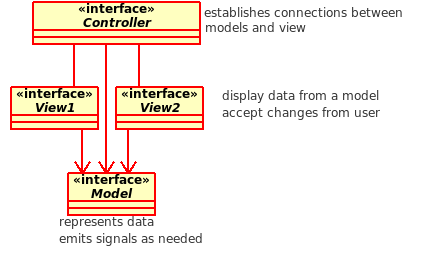 «interface»
Controller
establishes connections between
models and view
«interface»
View1
«interface»
View2
display data from a model
accept changes from user
«interface»
Model
represents data
emits signals as needed